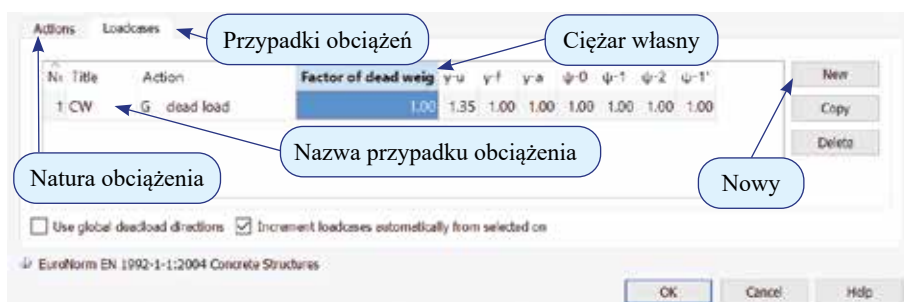 Actions Loadcases
Przypadki obciążeń
Ciężar własny
Title Action Factor of dead weig γ-u γ-f γ-a ψ-0 ψ-1 ψ-2 ψ-1'
1 CW G dead load 1.00 1.35 1.00 1.00 1.00 1.00 1.00 1.00
New
Copy
Delete
Nazwa przypadku obciążenia
Natura obciążenia
Nowy
Use global deadload directions Increment loadcases automatically from selected on
EuroNorm EN 1992-1-1:2004 Concrete Structures
OK Cancel Help